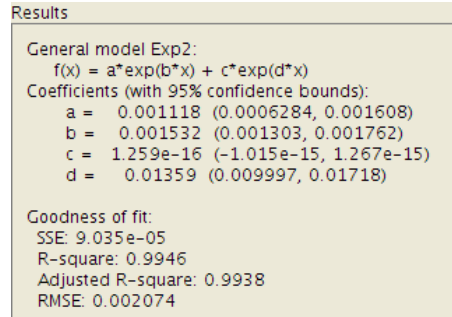 Results
General model Exp2:
f(x) = a*exp(b*x) + c*exp(d*x)
Coefficients (with 95% confidence bounds):
a = 0.001118 (0.0006284, 0.001608)
b = 0.001532 (0.001303, 0.001762)
c = 1.259e-16 (-1.015e-15, 1.267e-15)
d = 0.01359 (0.009997, 0.01718)
Goodness of fit:
SSE: 9.035e-05
R-square: 0.9946
Adjusted R-square: 0.9938
RMSE: 0.002074